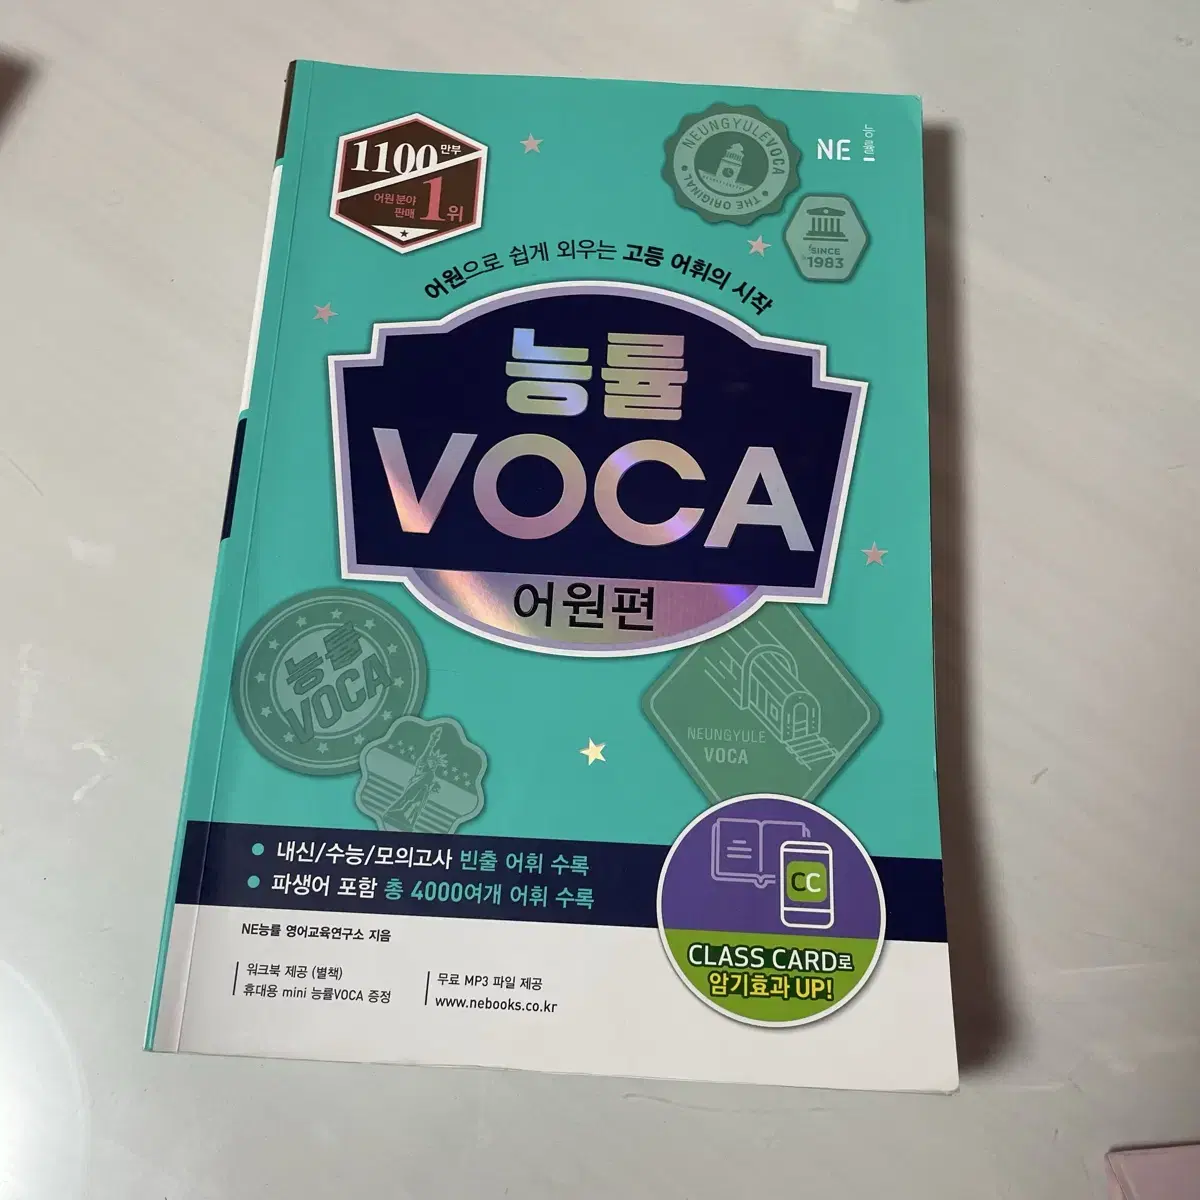 1100만부
어원 분야
판매 1위
NEUNGYULEVOCA
THE ORIGINAL
NE 능률
SINCE
1983
어원으로 쉽게 외우는 고등 어휘의 시작
능률
VOCA
어원편
능률
VOCA
NEUNGYULE
VOCA
내신/수능/모의고사 빈출 어휘 수록
파생어 포함 총 4000여개 어휘 수록
CC
CLASS CARD로
암기효과 UP!
NE능률 영어교육연구소 지음
워크북 제공 (별책)
휴대용 mini 능률VOCA 증정
무료 MP3 파일 제공
www.nebooks.co.kr